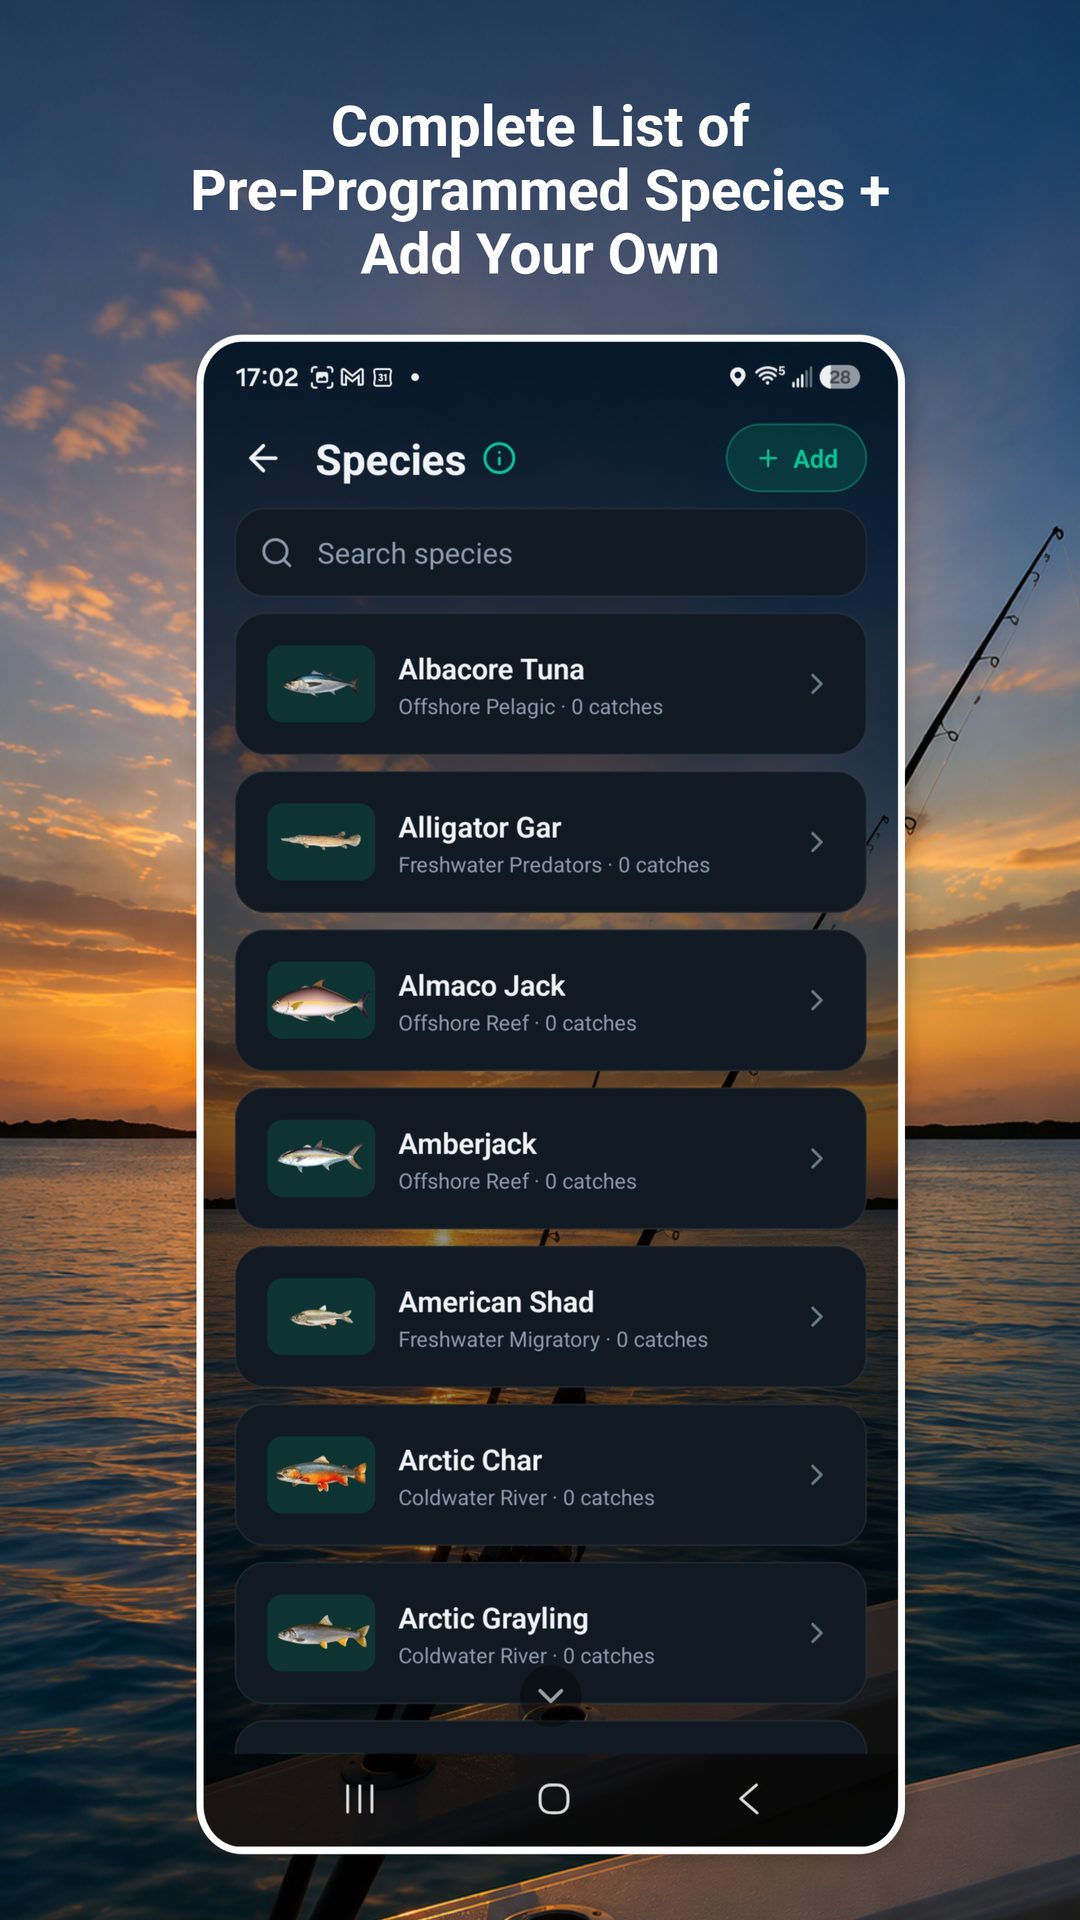 Complete List of
Pre-Programmed Species +
Add Your Own
17:02
31
5
28
Species
+ Add
Search species
Albacore Tuna
Offshore Pelagic · 0 catches
Alligator Gar
Freshwater Predators · 0 catches
Almaco Jack
Offshore Reef · 0 catches
Amberjack
Offshore Reef · 0 catches
American Shad
Freshwater Migratory · 0 catches
Arctic Char
Coldwater River · 0 catches
Arctic Grayling
Coldwater River · 0 catches